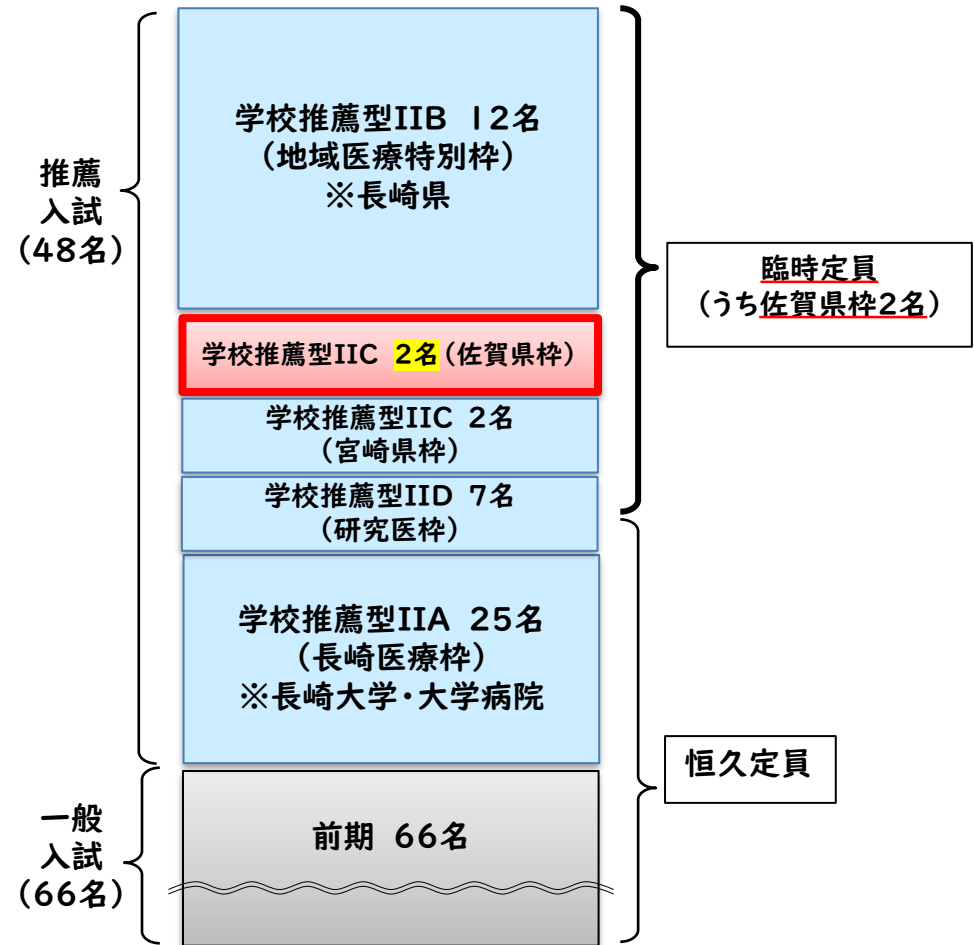 推薦
入試
(48名)
学校推薦型IIB 12名
(地域医療特別枠)
※長崎県
学校推薦型IIC 2名(佐賀県枠)
学校推薦型IIC 2名
(宮崎県枠)
学校推薦型IID 7名
(研究医枠)
学校推薦型IIA 25名
(長崎医療枠)
※長崎大学・大学病院
臨時定員
(うち佐賀県枠2名)
恒久定員
一般
入試
(66名)
前期 66名